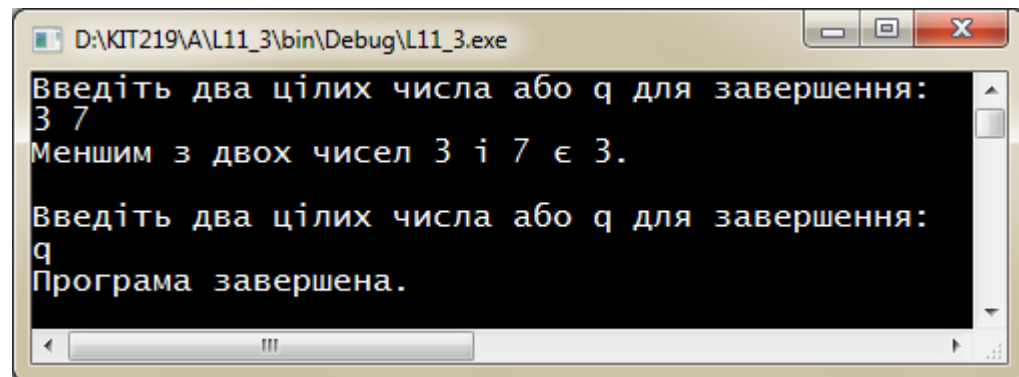 D:\KIT219\A\L11_3\bin\Debug\L11_3.exe
Введіть два цілих числа або q для завершення:
3 7
Меншим з двох чисел 3 і 7 є 3.
Введіть два цілих числа або q для завершення:
q
Програма завершена.